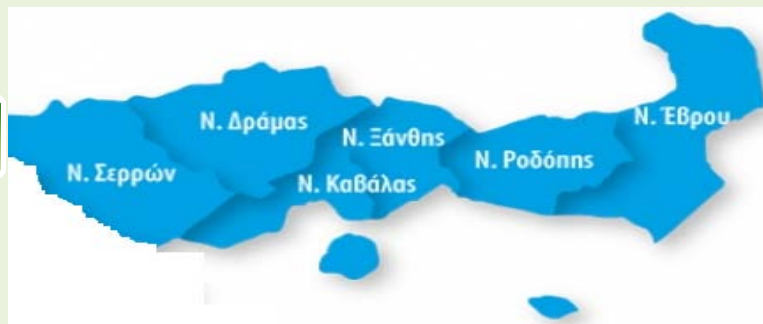 Ν. Σερρών
Ν. Δράμας
Ν. Καβάλας
Ν. Ξάνθης
Ν. Ροδόπης
Ν. Έβρου